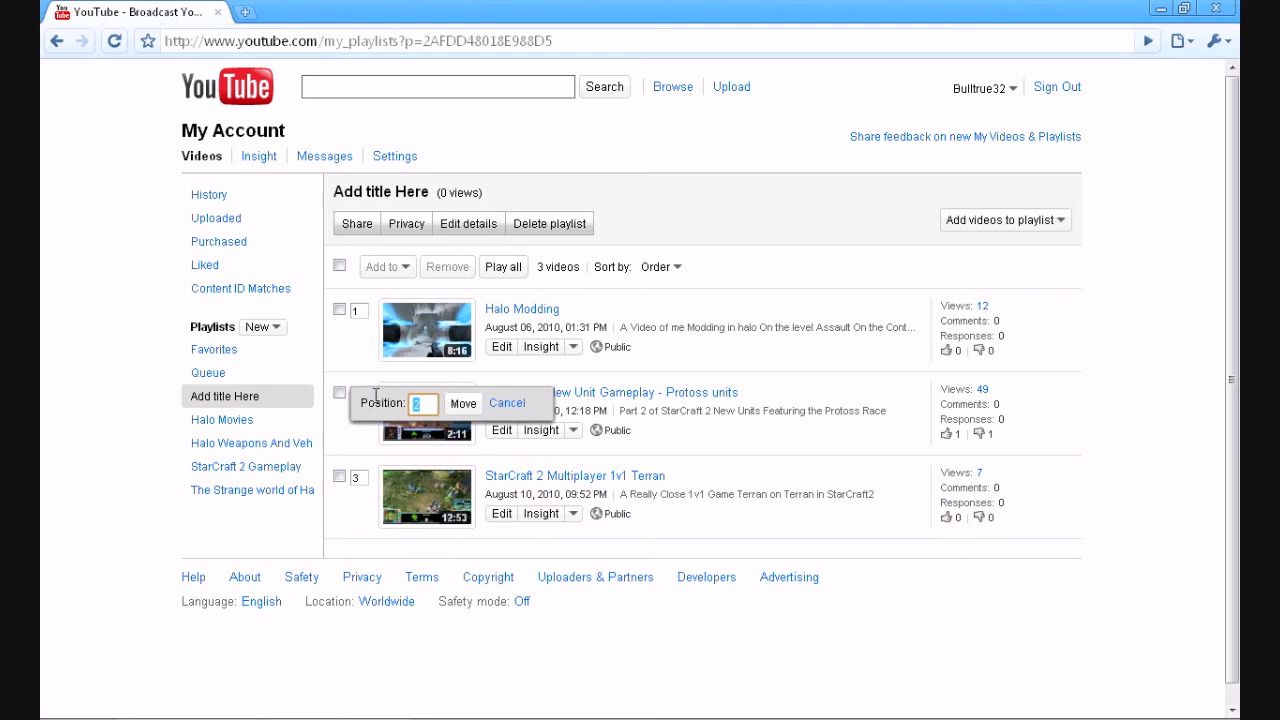 YouTube - Broadcast Yo...
http://www.youtube.com/my_playlists?p=2AFDD48018E988D5
YouTube
Search
Browse
Upload
Bulltrue32
Sign Out
My Account
Share feedback on new My Videos & Playlists
Videos
Insight
Messages
Settings
History
Uploaded
Purchased
Liked
Content ID Matches
Playlists
New
Favorites
Queue
Add title Here
Halo Movies
Halo Weapons And Veh
StarCraft 2 Gameplay
The Strange world of Ha
Add title Here (0 views)
Share
Privacy
Edit details
Delete playlist
Add videos to playlist
Add to
Remove
Play all
3 videos
Sort by:
Order
1
8:16
Halo Modding
August 06, 2010, 01:31 PM
A Video of me Modding in halo On the level Assault On the Cont...
Edit
Insight
Public
Views: 12
Comments: 0
Responses: 0
0
0
Position:
2
Move
Cancel
2:11
ew Unit Gameplay - Protoss units
0, 12:18 PM
Part 2 of StarCraft 2 New Units Featuring the Protoss Race
Edit
Insight
Public
Views: 49
Comments: 0
Responses: 0
1
1
3
12:53
StarCraft 2 Multiplayer 1v1 Terran
August 10, 2010, 09:52 PM
A Really Close 1v1 Game Terran on Terran in StarCraft2
Edit
Insight
Public
Views: 7
Comments: 0
Responses: 0
0
0
Help
About
Safety
Privacy
Terms
Copyright
Uploaders & Partners
Developers
Advertising
Language: English
Location: Worldwide
Safety mode: Off